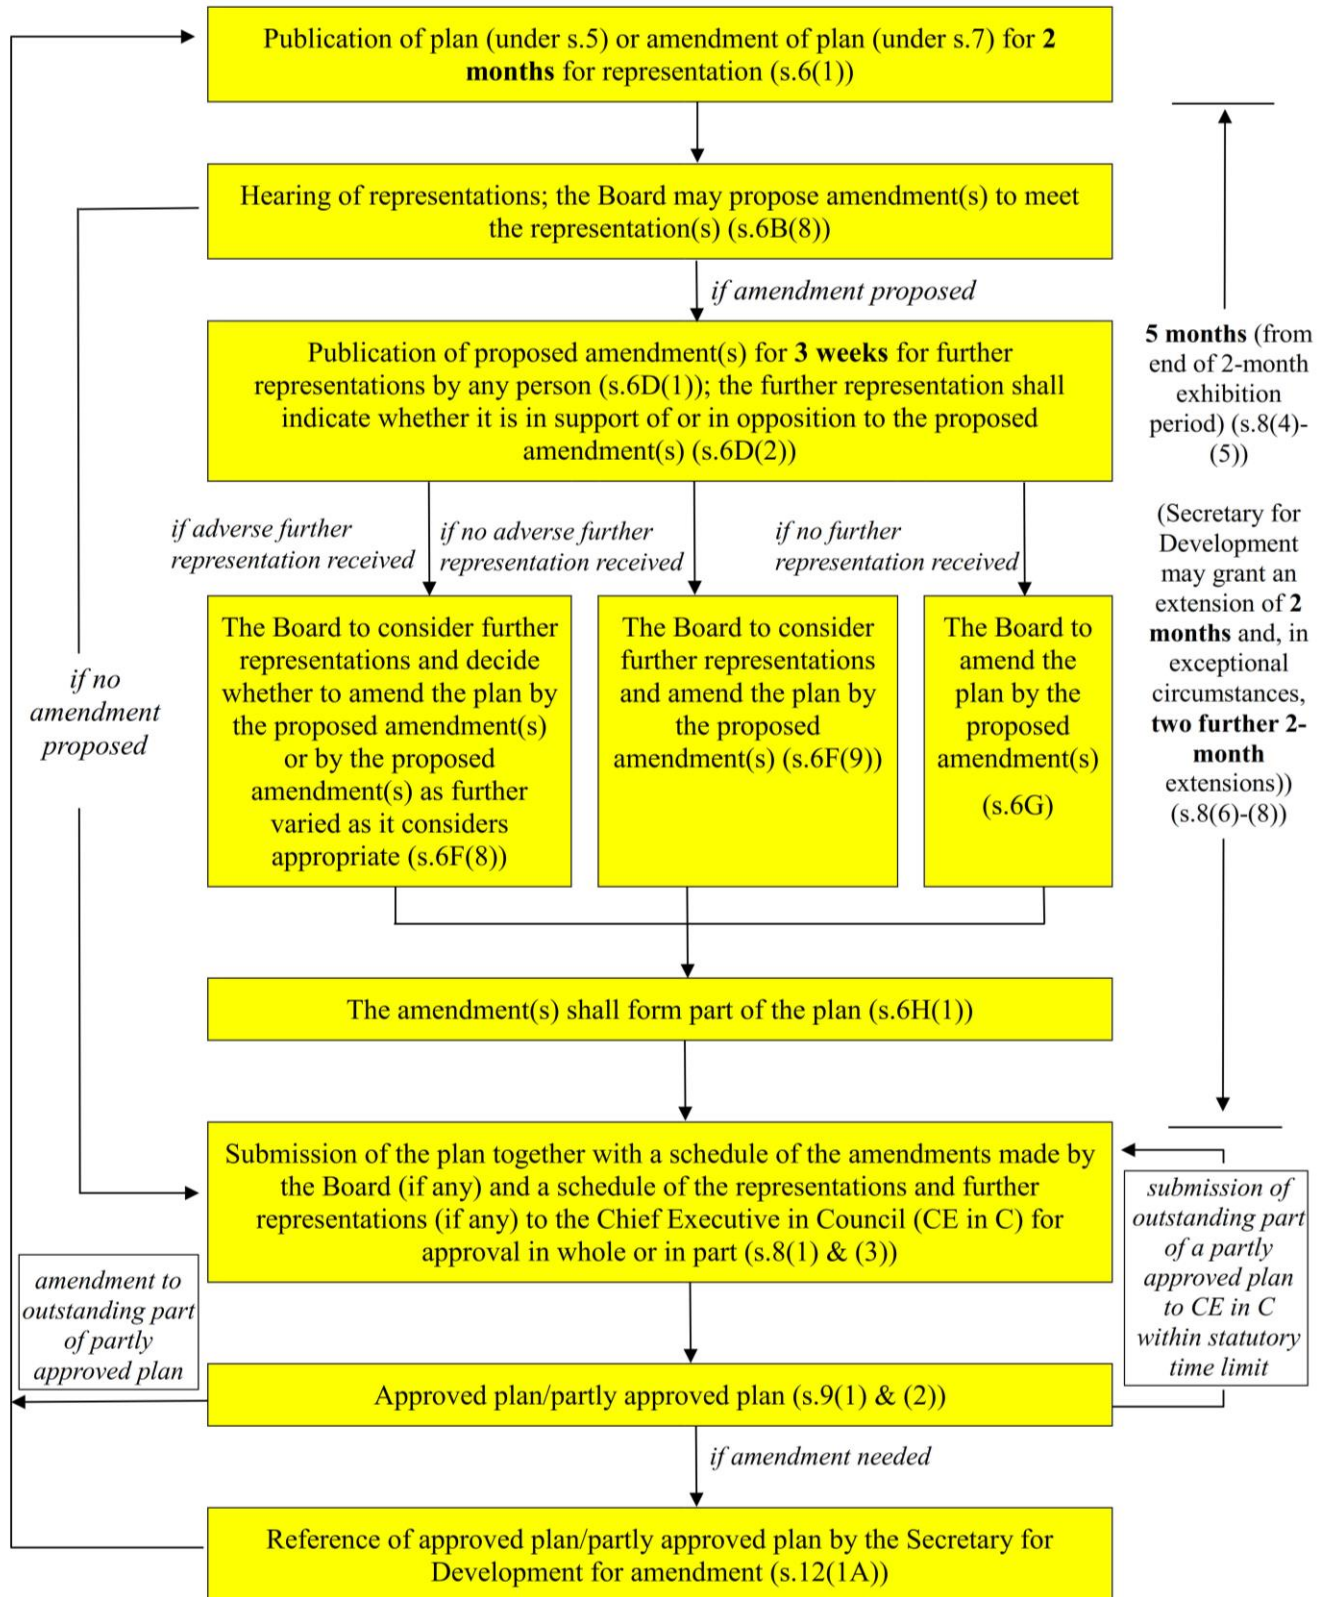 Publication of plan (under s.5) or amendment of plan (under s.7) for 2
months for representation (s.6(1))
Hearing of representations; the Board may propose amendment(s) to meet
the representation(s) (s.6B(8))
if amendment proposed
Publication of proposed amendment(s) for 3 weeks for further
representations by any person (s.6D(1)); the further representation shall
indicate whether it is in support of or in opposition to the proposed
amendment(s) (s.6D(2))
5 months (from
end of 2-month
exhibition
period) (s.8(4)-
(5))
(Secretary for
Development
may grant an
extension of 2
months and, in
exceptional
circumstances,
two further 2-
month
extensions))
(s.8(6)-(8))
if adverse further
representation received
if no adverse further
representation received
if no further
representation received
The Board to consider further
representations and decide
whether to amend the plan by
the proposed amendment(s)
or by the proposed
amendment(s) as further
varied as it considers
appropriate (s.6F(8))
The Board to consider
further representations
and amend the plan by
the proposed
amendment(s) (s.6F(9))
The Board to
amend the
plan by the
proposed
amendment(s)
(s.6G)
if no
amendment
proposed
The amendment(s) shall form part of the plan (s.6H(1))
Submission of the plan together with a schedule of the amendments made by
the Board (if any) and a schedule of the representations and further
representations (if any) to the Chief Executive in Council (CE in C) for
approval in whole or in part (s.8(1) & (3))
submission of
outstanding part
of a partly
approved plan
to CE in C
within statutory
time limit
amendment to
outstanding part
of partly
approved plan
Approved plan/partly approved plan (s.9(1) & (2))
if amendment needed
Reference of approved plan/partly approved plan by the Secretary for
Development for amendment (s.12(1A))